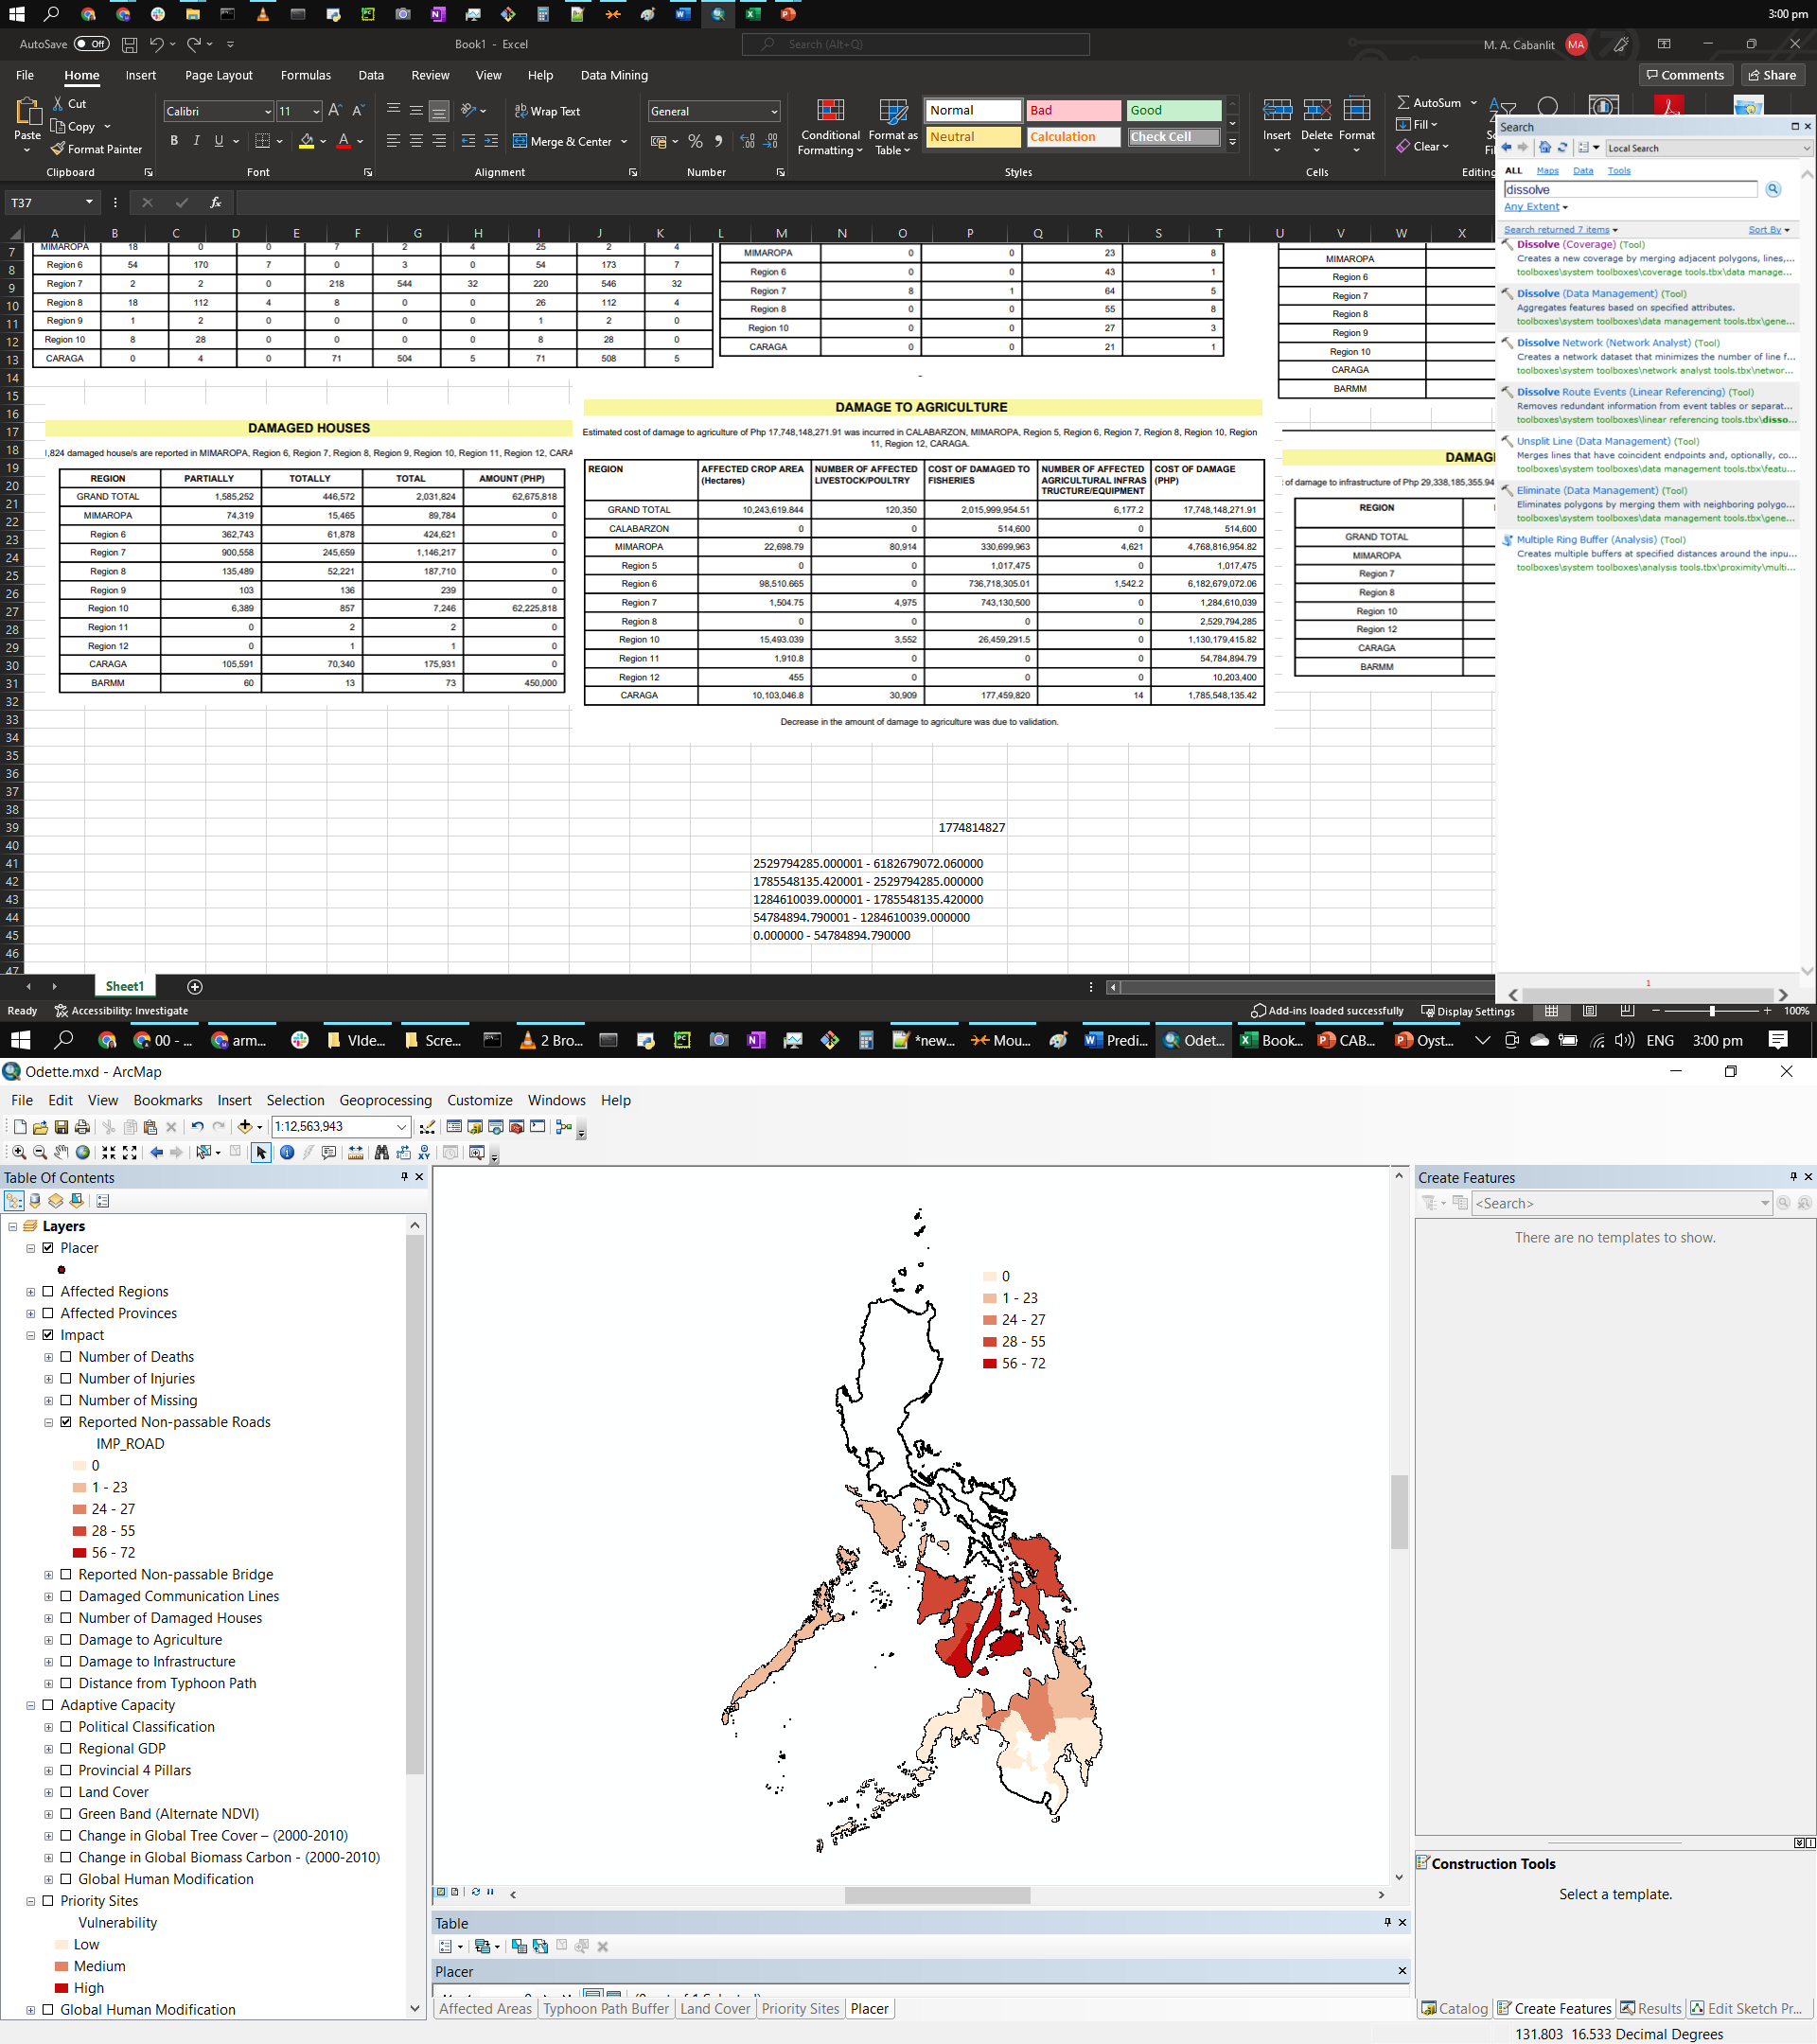 3:00 pm
AutoSave Off
Book1 - Excel
Search (Alt+Q)
M. A. Cabanlit MA
File Home Insert Page Layout Formulas Data Review View Help Data Mining
Comments Share
Paste Cut Copy Format Painter
Calibri 11
Wrap Text
Merge & Center
General
Conditional Formatting Format as Table
Normal Bad Good
Neutral Calculation Check Cell
Insert Delete Format
AutoSum Fill Clear
Clipboard Font Alignment Number Styles Cells Editing
T37 fx
A B C D E F G H I J K L M N O P Q R S T U V W X
MIMAROPA 18 0 0 7 2 4 25 2 4
Region 6 54 170 7 0 3 0 54 173 7
Region 7 2 2 0 218 544 32 220 546 32
Region 8 18 112 4 8 0 0 26 112 4
Region 9 1 2 0 0 0 0 1 2 0
Region 10 8 28 0 0 0 0 8 28 0
CARAGA 0 4 0 71 504 5 71 508 5
MIMAROPA 0 0 23 8
Region 6 0 0 43 1
Region 7 8 1 64 5
Region 8 0 0 55 8
Region 10 0 0 27 3
CARAGA 0 0 21 1
MIMAROPA
Region 6
Region 7
Region 8
Region 9
Region 10
CARAGA
BARMM
DAMAGED HOUSES
,824 damaged house/s are reported in MIMAROPA, Region 6, Region 7, Region 8, Region 9, Region 10, Region 11, Region 12, CARA
REGION PARTIALLY TOTALLY TOTAL AMOUNT (PHP)
GRAND TOTAL 1,585,252 446,572 2,031,824 62,675,818
MIMAROPA 74,319 15,465 89,784 0
Region 6 362,743 61,878 424,621 0
Region 7 900,558 245,659 1,146,217 0
Region 8 135,489 52,221 187,710 0
Region 9 103 136 239 0
Region 10 6,389 857 7,246 62,225,818
Region 11 0 2 2 0
Region 12 0 1 1 0
CARAGA 105,591 70,340 175,931 0
BARMM 60 13 73 450,000
DAMAGE TO AGRICULTURE
Estimated cost of damage to agriculture of Php 17,748,148,271.91 was incurred in CALABARZON, MIMAROPA, Region 5, Region 6, Region 7, Region 8, Region 10, Region
11, Region 12, CARAGA.
REGION AFFECTED CROP AREA (Hectares) NUMBER OF AFFECTED LIVESTOCK/POULTRY COST OF DAMAGED TO FISHERIES NUMBER OF AFFECTED AGRICULTURAL INFRAS TRUCTURE/EQUIPMENT COST OF DAMAGE (PHP)
GRAND TOTAL 10,243,619.844 120,350 2,015,999,954.51 6,177.2 17,748,148,271.91
CALABARZON 0 0 514,600 0 514,600
MIMAROPA 22,698.79 80,914 330,699,963 4,621 4,768,816,954.82
Region 5 0 0 1,017,475 0 1,017,475
Region 6 98,510.665 0 736,718,305.01 1,542.2 6,182,679,072.06
Region 7 1,504.75 4,975 743,130,500 0 1,284,610,039
Region 8 0 0 0 0 2,529,794,285
Region 10 15,493.039 3,552 26,459,291.5 0 1,130,179,415.82
Region 11 1,910.8 0 0 0 54,784,894.79
Region 12 455 0 0 0 10,203,400
CARAGA 10,103,046.8 30,909 177,459,820 14 1,785,548,135.42
Decrease in the amount of damage to agriculture was due to validation.
DAMAG
of damage to infrastructure of Php 29,338,185,355.94
REGION
GRAND TOTAL
MIMAROPA
Region 7
Region 8
Region 10
Region 12
CARAGA
BARMM
1774814827
2529794285.000001 - 6182679072.060000
1785548135.420001 - 2529794285.000000
1284610039.000001 - 1785548135.420000
54784894.790001 - 1284610039.000000
0.000000 - 54784894.790000
7
8
9
10
11
12
13
14
15
16
17
18
19
20
21
22
23
24
25
26
27
28
29
30
31
32
33
34
35
36
37
38
39
40
41
42
43
44
45
46
47
Search
Local Search
ALL Maps Data Tools
dissolve
Any Extent
Search returned 7 items Sort By
Dissolve (Coverage) (Tool)
Creates a new coverage by merging adjacent polygons, lines,...
toolboxes\system toolboxes\coverage tools.tbx\data manage...
Dissolve (Data Management) (Tool)
Aggregates features based on specified attributes.
toolboxes\system toolboxes\data management tools.tbx\gene...
Dissolve Network (Network Analyst) (Tool)
Creates a network dataset that minimizes the number of line f...
toolboxes\system toolboxes\network analyst tools.tbx\networ...
Dissolve Route Events (Linear Referencing) (Tool)
Removes redundant information from event tables or separat...
toolboxes\system toolboxes\linear referencing tools.tbx\disso...
Unsplit Line (Data Management) (Tool)
Merges lines that have coincident endpoints and, optionally, co...
toolboxes\system toolboxes\data management tools.tbx\featu...
Eliminate (Data Management) (Tool)
Eliminates polygons by merging them with neighboring polygo...
toolboxes\system toolboxes\data management tools.tbx\gene...
Multiple Ring Buffer (Analysis) (Tool)
Creates multiple buffers at specified distances around the inpu...
toolboxes\system toolboxes\analysis tools.tbx\proximity\multi...
1
Sheet1
Ready Accessibility: Investigate
Add-ins loaded successfully Display Settings 100%
00 - ... arm... VIde... Scre... 2 Bro... *new... Mou... Predi... Odet... Book... CAB... Oyst... ENG 3:00 pm
Odette.mxd - ArcMap
File Edit View Bookmarks Insert Selection Geoprocessing Customize Windows Help
1:12,563,943
Table Of Contents
Layers
Placer
Affected Regions
Affected Provinces
Impact
Number of Deaths
Number of Injuries
Number of Missing
Reported Non-passable Roads
IMP_ROAD
0
1 - 23
24 - 27
28 - 55
56 - 72
Reported Non-passable Bridge
Damaged Communication Lines
Number of Damaged Houses
Damage to Agriculture
Damage to Infrastructure
Distance from Typhoon Path
Adaptive Capacity
Political Classification
Regional GDP
Provincial 4 Pillars
Land Cover
Green Band (Alternate NDVI)
Change in Global Tree Cover – (2000-2010)
Change in Global Biomass Carbon - (2000-2010)
Global Human Modification
Priority Sites
Vulnerability
Low
Medium
High
Global Human Modification
0
1 - 23
24 - 27
28 - 55
56 - 72
Table
Placer
Affected Areas Typhoon Path Buffer Land Cover Priority Sites Placer
Create Features
<Search>
There are no templates to show.
Construction Tools
Select a template.
Catalog Create Features Results Edit Sketch Pr...
131.803 16.533 Decimal Degrees